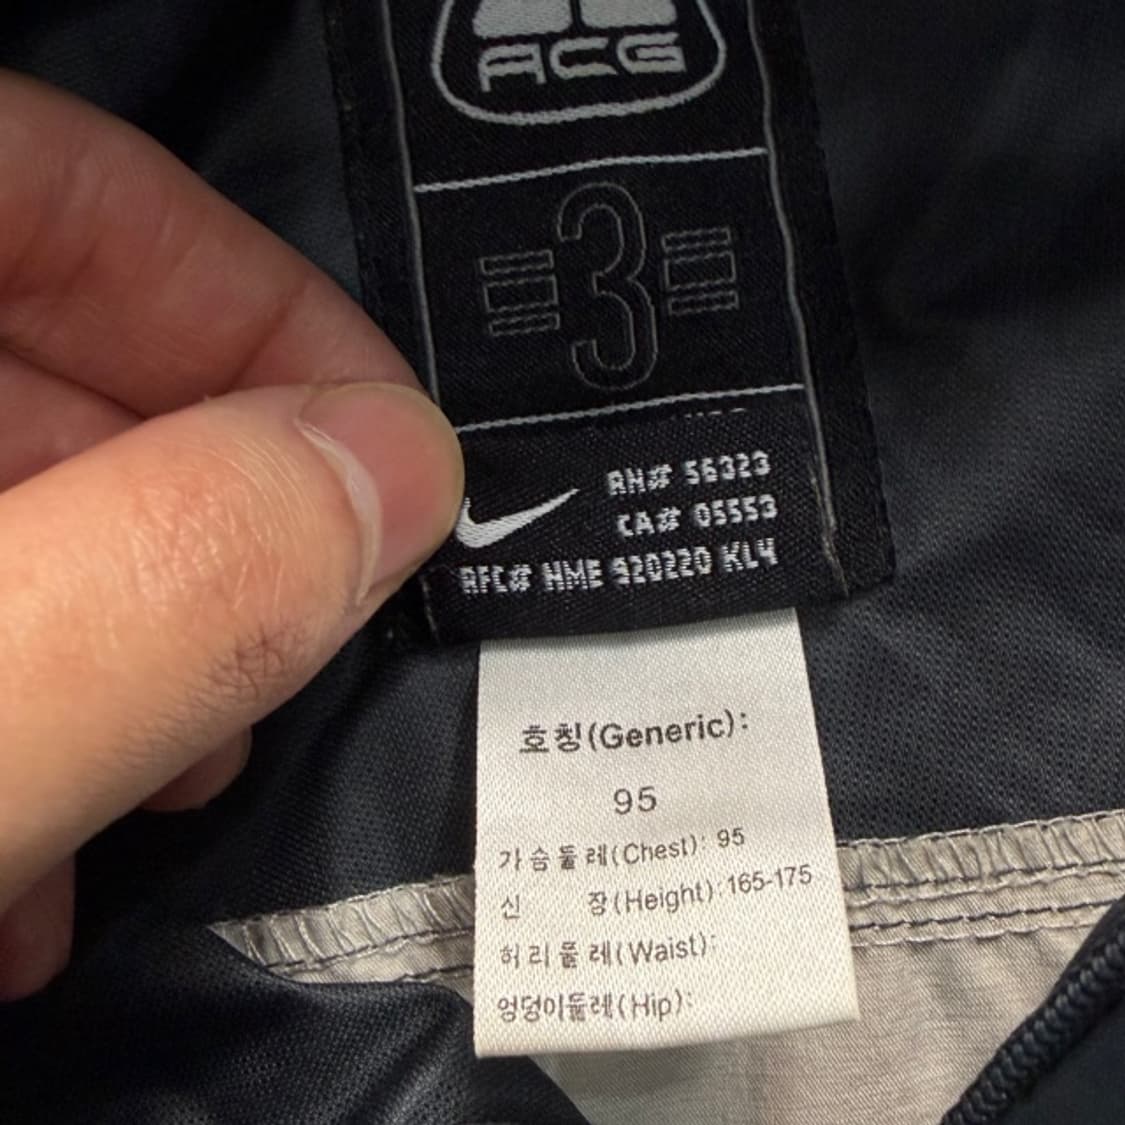 ACG
3
RN# 56323
CA# 05553
RFC# NME 920220 KL4
호칭(Generic):
95
가슴둘레(Chest): 95
신 장(Height): 165-175
허리둘레(Waist):
엉덩이둘레(Hip):